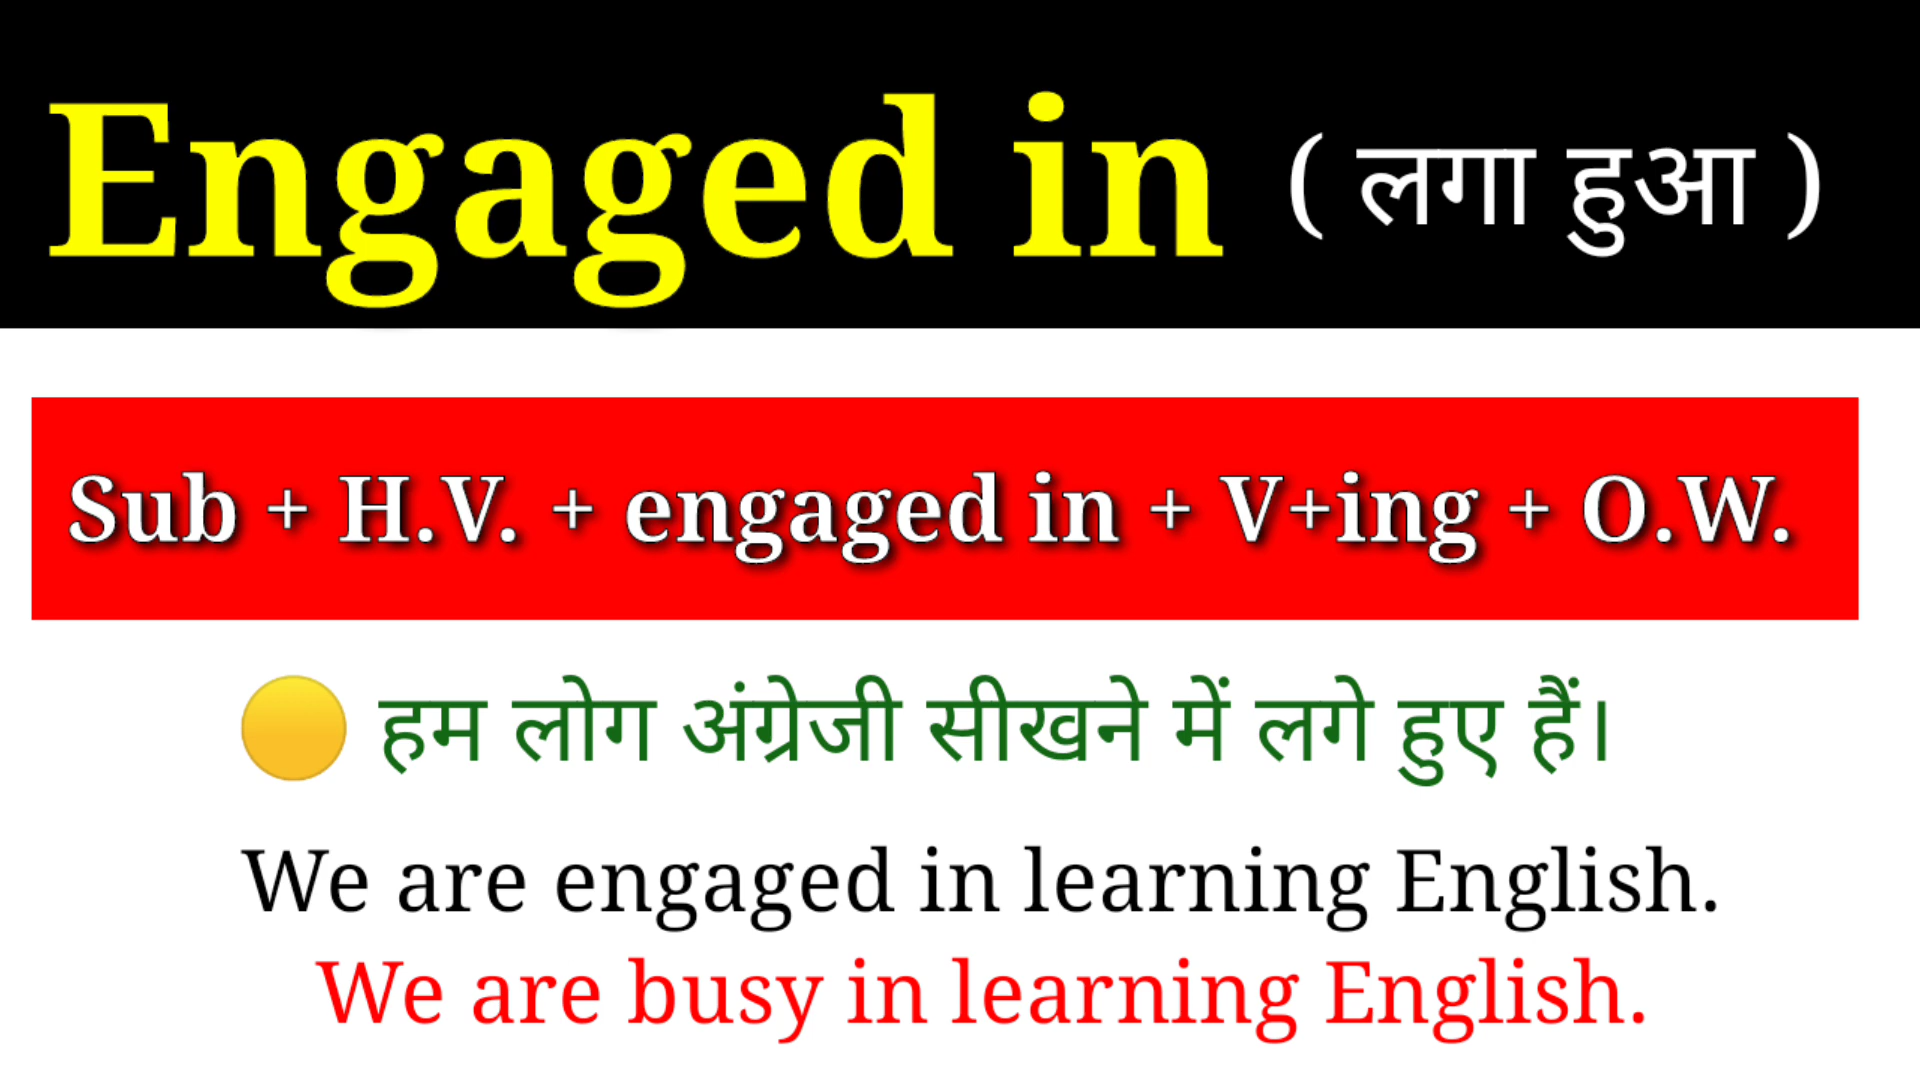 Engaged in ( लगा हुआ )
Sub + H.V. + engaged in + V+ing + O.W.
हम लोग अंग्रेजी सीखने में लगे हुए हैं।
We are engaged in learning English.
We are busy in learning English.